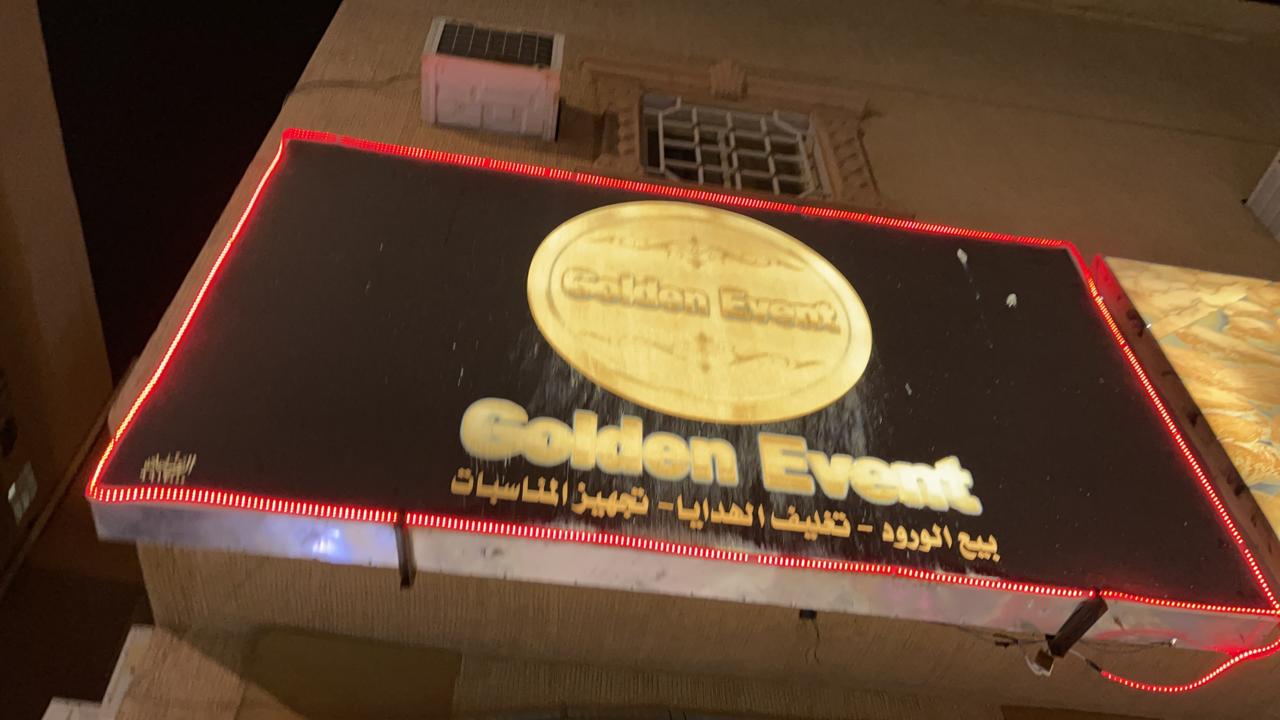 Golden Event
Golden Event
بيع الورود - تغليف الهدايا - تجهيز المناسبات